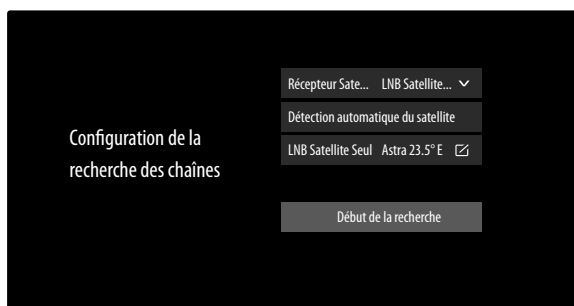 Récepteur Sate... LNB Satellite...
Détection automatique du satellite
Configuration de la
recherche des chaînes
LNB Satellite Seul Astra 23.5° E
Début de la recherche